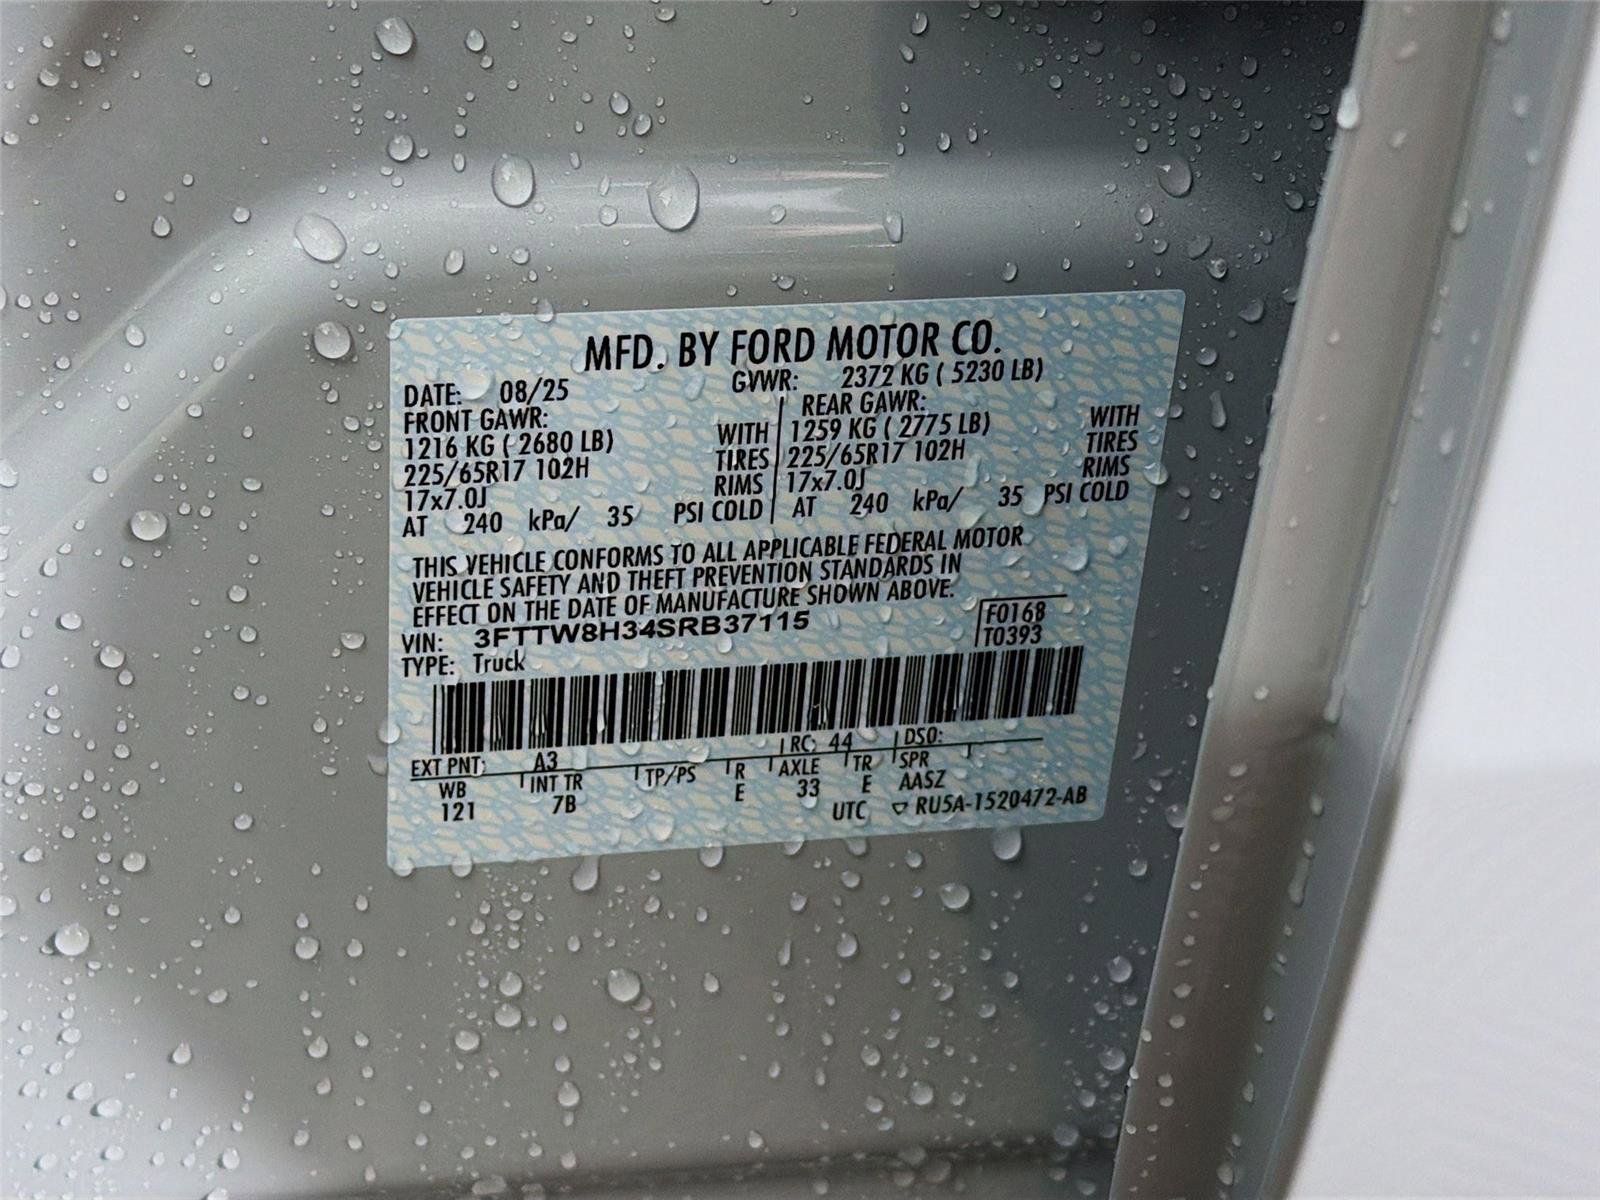 MFD. BY FORD MOTOR CO.
DATE: 08/25 GVWR: 2372 KG ( 5230 LB)
FRONT GAWR: REAR GAWR:
1216 KG ( 2680 LB) WITH 1259 KG ( 2775 LB) WITH
225/65R17 102H TIRES 225/65R17 102H TIRES
17x7.0J RIMS 17x7.0J RIMS
AT 240 kPa/ 35 PSI COLD AT 240 kPa/ 35 PSI COLD
THIS VEHICLE CONFORMS TO ALL APPLICABLE FEDERAL MOTOR
VEHICLE SAFETY AND THEFT PREVENTION STANDARDS IN
EFFECT ON THE DATE OF MANUFACTURE SHOWN ABOVE.
VIN: 3FTTW8H34SRB37115 F0168
TYPE: Truck T0393
EXT PNT: A3 RC: 44 DSO:
WB INT TR TP/PS R AXLE TR SPR
121 7B E 33 E AASZ
UTC RU5A-1520472-AB